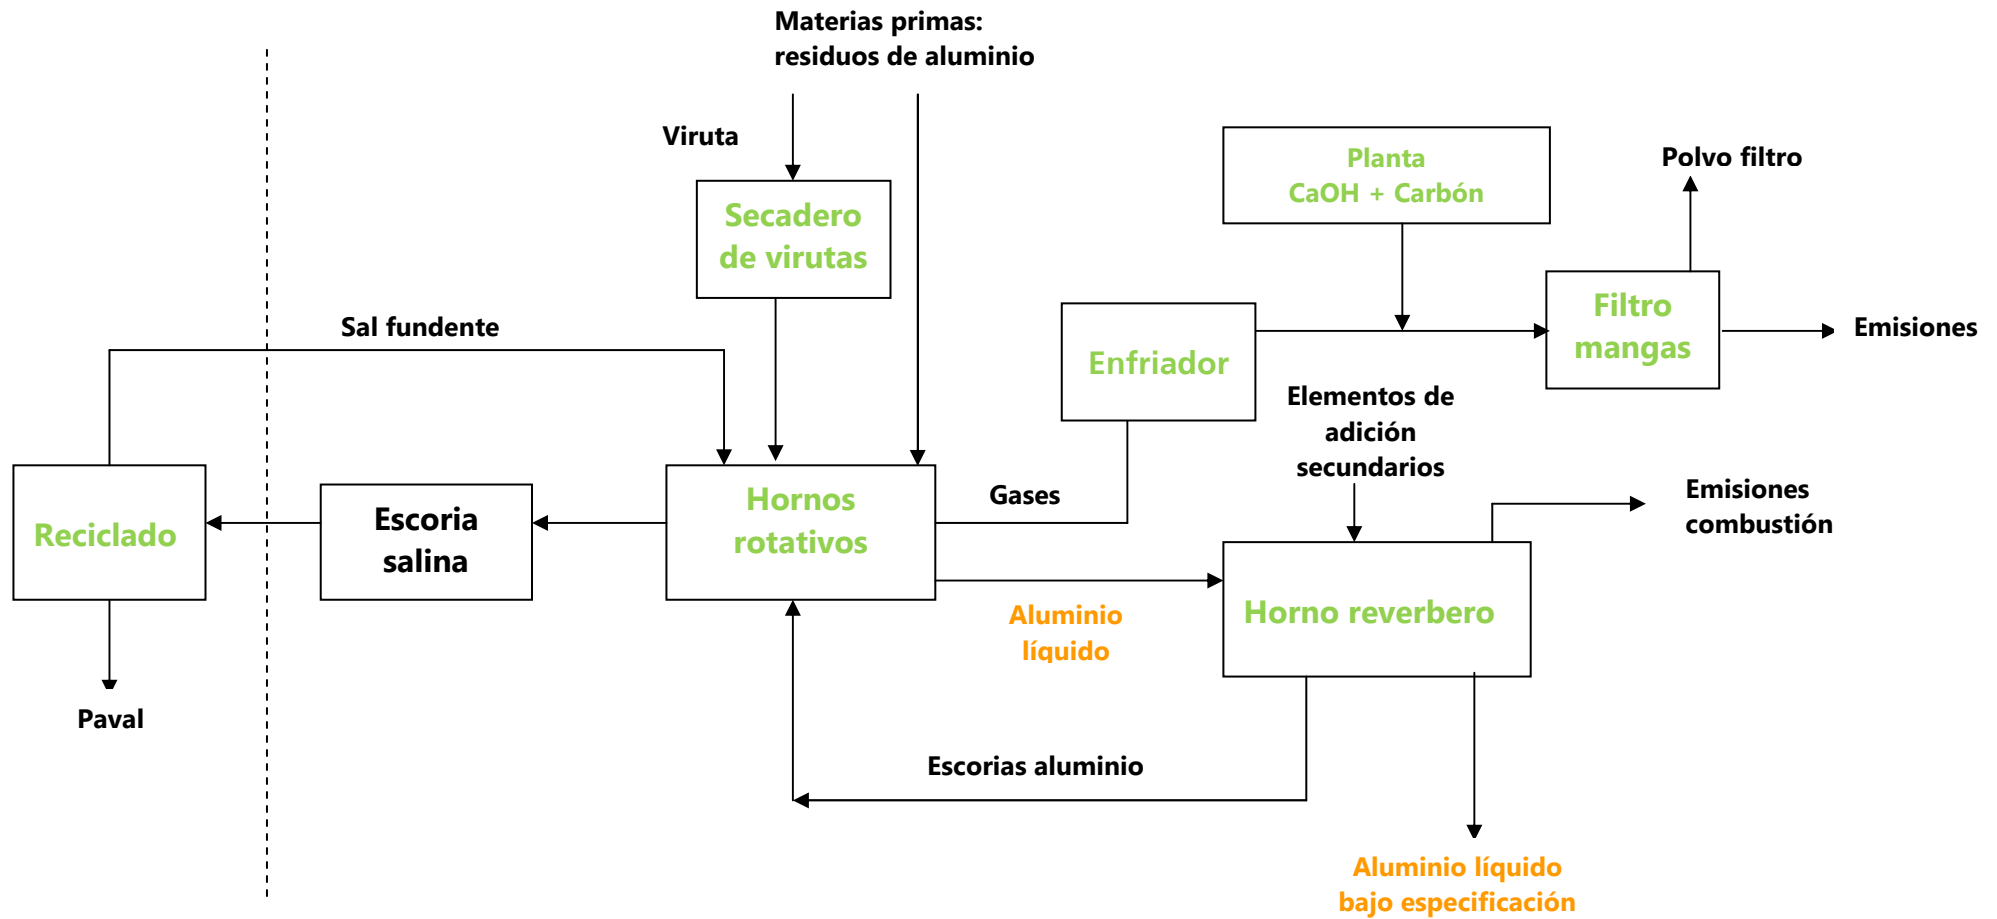 Materias primas:
residuos de aluminio
Viruta
Planta
CaOH + Carbón
Polvo filtro
Secadero
de virutas
Sal fundente
Enfriador
Filtro
mangas
Emisiones
Elementos de
adición
secundarios
Reciclado
Escoria
salina
Hornos
rotativos
Gases
Emisiones
combustión
Aluminio
líquido
Horno reverbero
Paval
Escorias aluminio
Aluminio líquido
bajo especificación